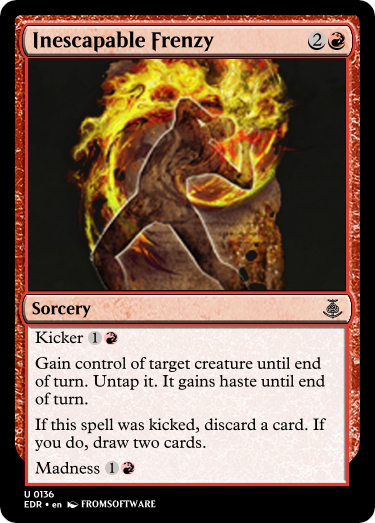 Inescapable Frenzy 2
Sorcery
Kicker 1
Gain control of target creature until end
of turn. Untap it. It gains haste until end
of turn.
If this spell was kicked, discard a card. If
you do, draw two cards.
Madness 1
U 0136
EDR • en FROMSOFTWARE